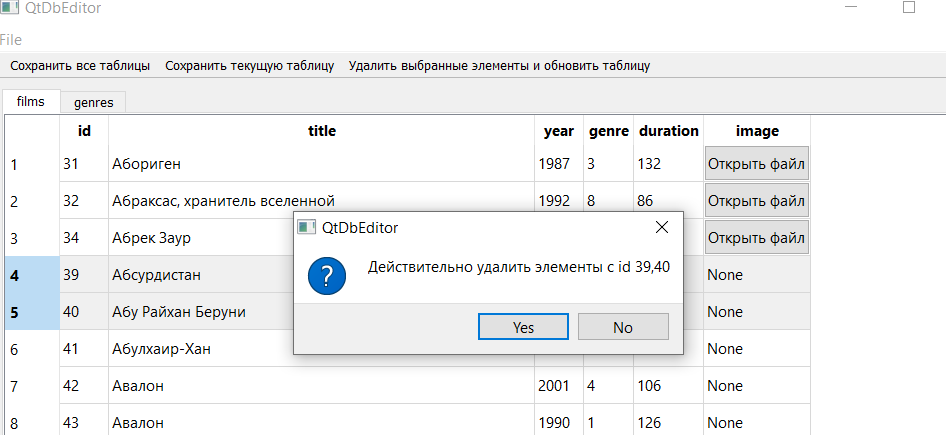 QtDbEditor
File
Сохранить все таблицы Сохранить текущую таблицу Удалить выбранные элементы и обновить таблицу
films genres
id title year genre duration image
1 31 Абориген 1987 3 132 Открыть файл
2 32 Абраксас, хранитель вселенной 1992 8 86 Открыть файл
3 34 Абрек Заур Открыть файл
4 39 Абсурдистан None
5 40 Абу Райхан Беруни None
6 41 Абулхаир-Хан None
7 42 Авалон 2001 4 106 None
8 43 Авалон 1990 1 126 None
QtDbEditor
Действительно удалить элементы с id 39,40
Yes No